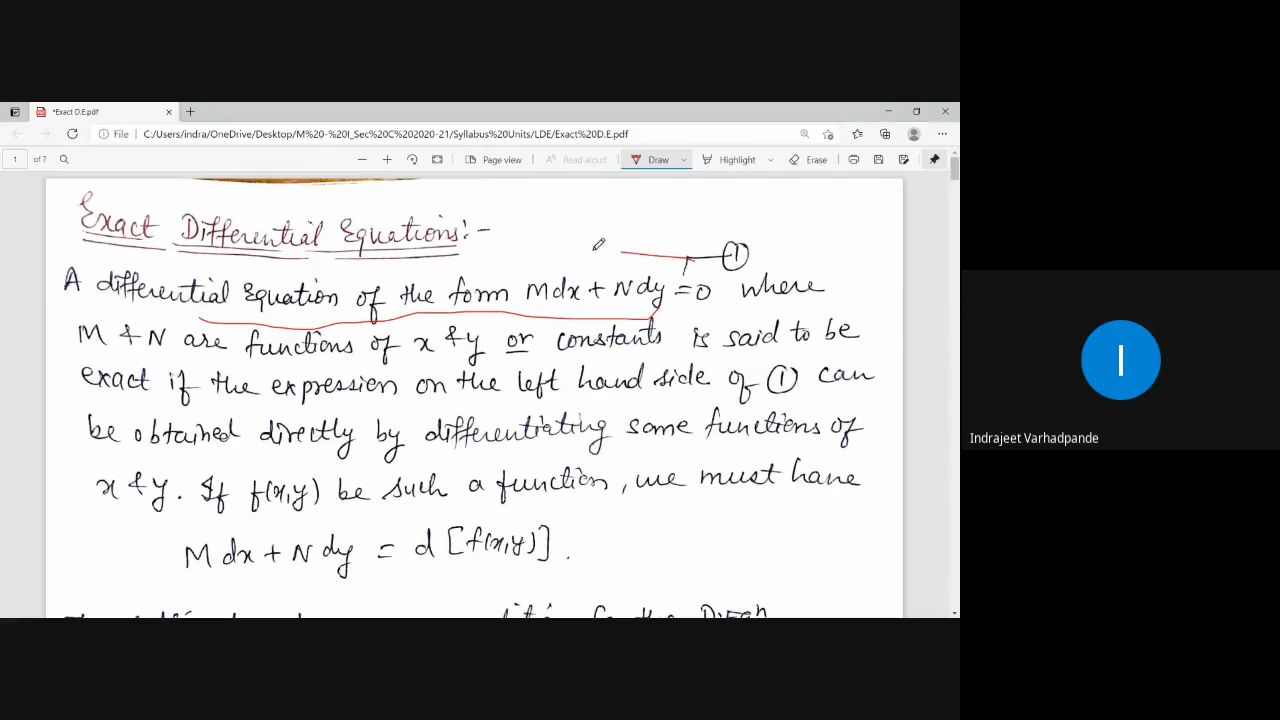 *Exact D.E.pdf
File C:/Users/indra/OneDrive/Desktop/M%20-%20I_Sec%20C%202020-21/Syllabus%20Units/LDE/Exact%20D.E.pdf
1 of 7 Page view Read aloud Draw Highlight Erase
Exact Differential Equations:-
A differential Equation of the form Mdx + Ndy = 0 where
①
M & N are functions of x & y or constants is said to be
exact if the expression on the left hand side of ① can
be obtained directly by differentiating some functions of
x & y. If f(x,y) be such a function, we must have
M dx + N dy = d [f(x,y)].
I
Indrajeet Varhadpande